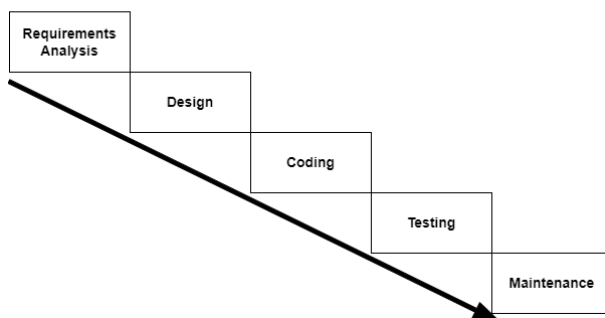 Requirements
Analysis
Design
Coding
Testing
Maintenance